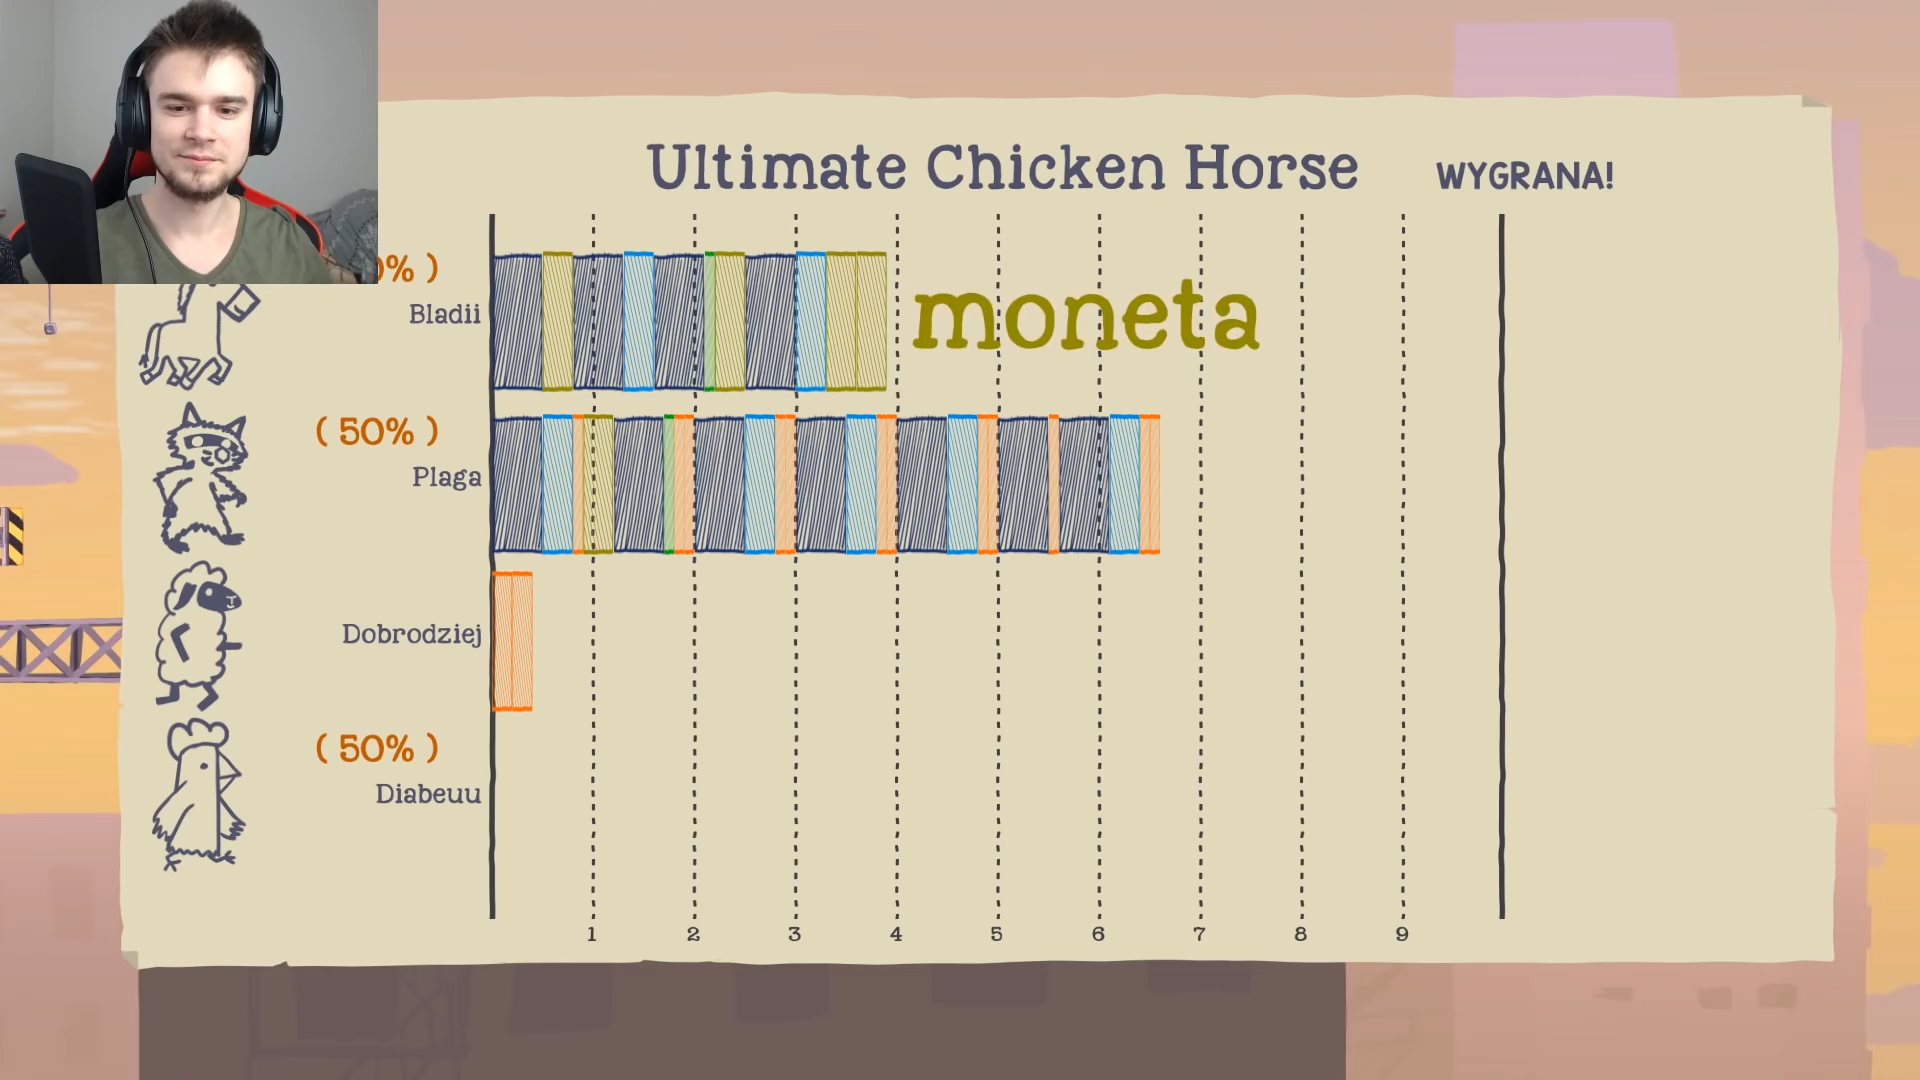 Ultimate Chicken Horse
WYGRANA!
0% )
Bladii
moneta
( 50% )
Plaga
Dobrodziej
( 50% )
Diabeuu
1 2 3 4 5 6 7 8 9